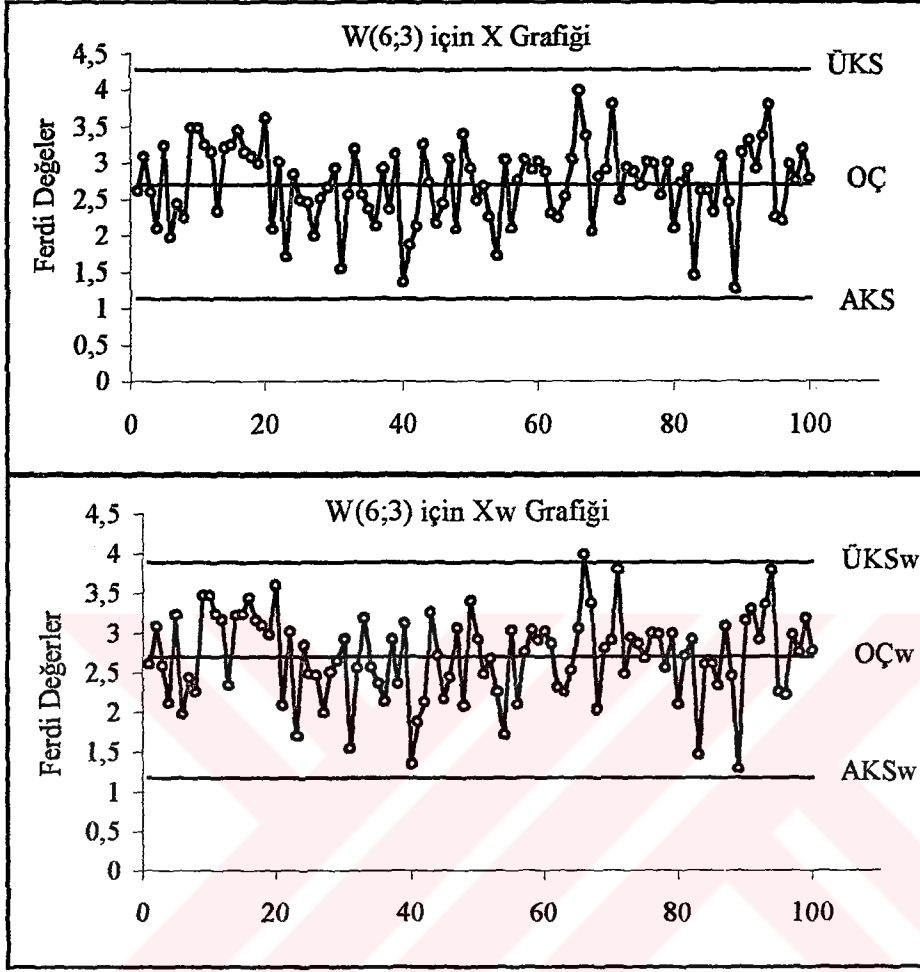 W(6;3) için X Grafiği
4,5
4
3,5
3
2,5
2
1,5
1
0,5
0
Ferdi Değeler
ÜKS
OÇ
AKS
0 20 40 60 80 100
W(6;3) için Xw Grafiği
4,5
4
3,5
3
2,5
2
1,5
1
0,5
0
Ferdi Değerler
ÜKSw
OÇw
AKSw
0 20 40 60 80 100